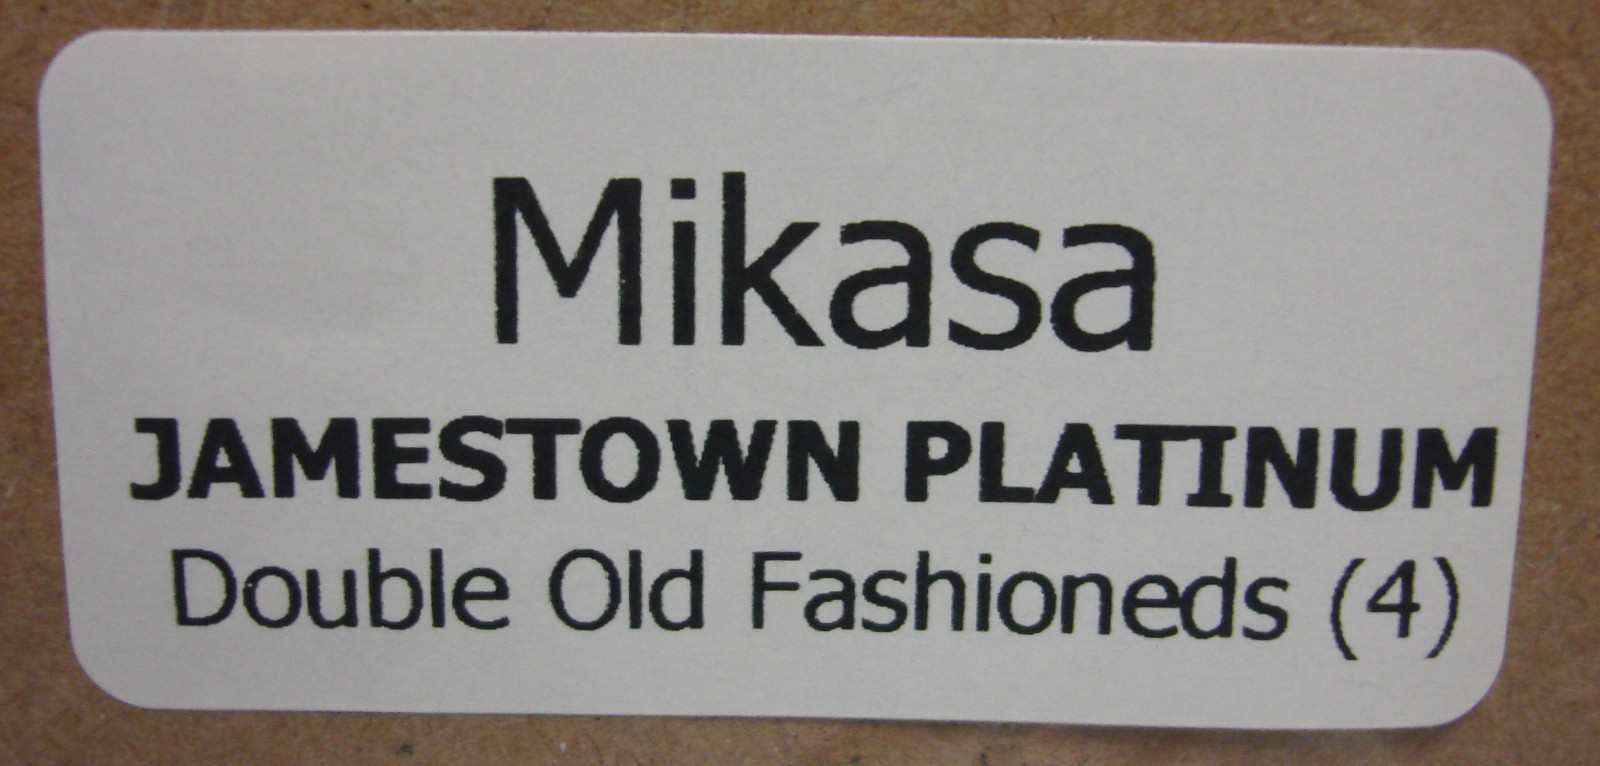 Mikasa
JAMESTOWN PLATINUM
Double Old Fashioneds (4)